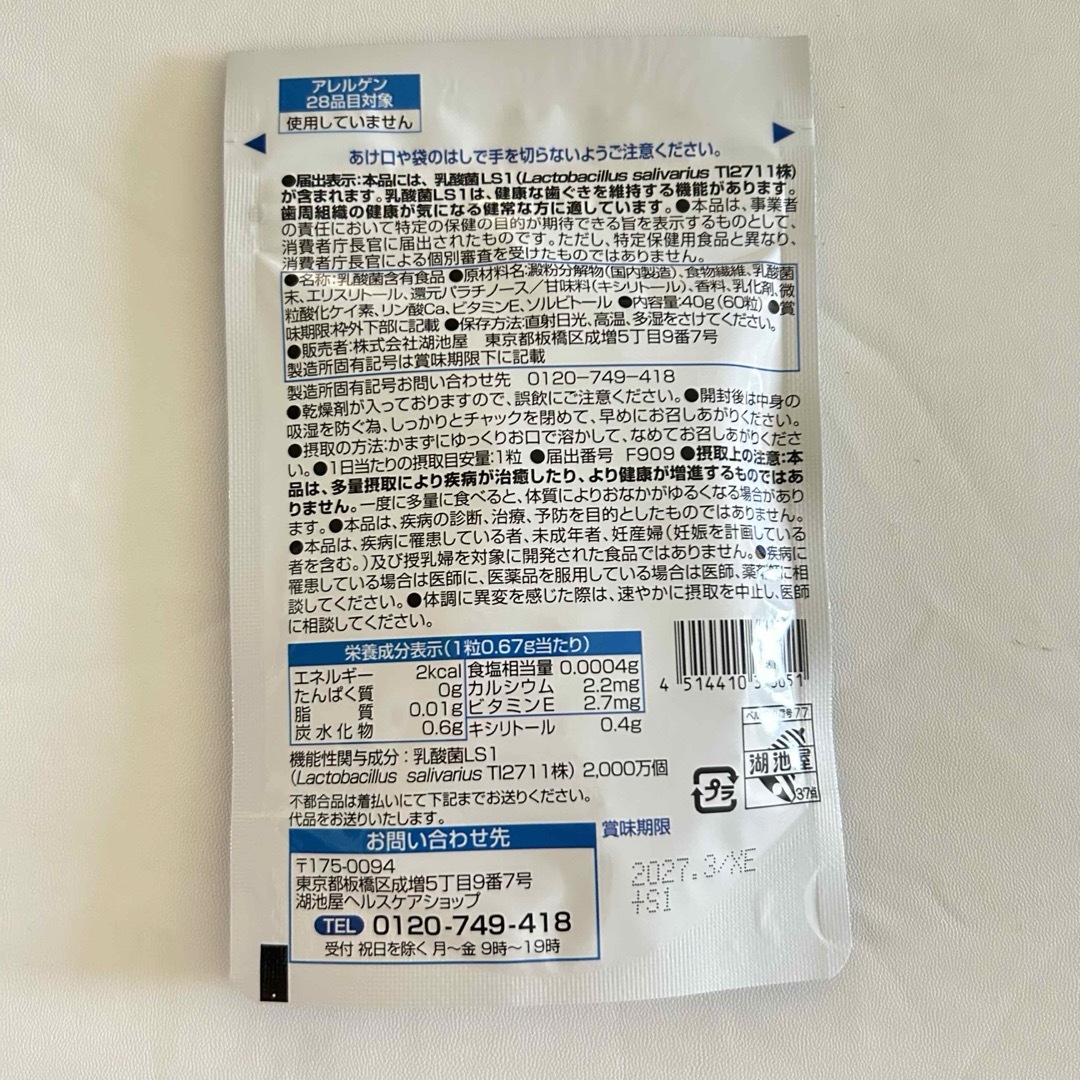 アレルゲン
28品目対象
使用していません
あけ口や袋のはしで手を切らないようご注意ください。
●届出表示:本品には、乳酸菌LS1(Lactobacillus salivarius TI2711株)
が含まれます。乳酸菌LS1は、健康な歯ぐきを維持する機能があります。
歯周組織の健康が気になる健常な方に適しています。●本品は、事業者
の責任において特定の保健の目的が期待できる旨を表示するものとして、
消費者庁長官に届出されたものです。ただし、特定保健用食品と異なり、
消費者庁長官による個別審査を受けたものではありません。
●名称:乳酸菌含有食品 ●原材料名:澱粉分解物(国内製造)、食物繊維、乳酸菌
末、エリスリトール、還元パラチノース/甘味料(キシリトール)、香料、乳化剤、微
粒酸化ケイ素、リン酸Ca、ビタミンE、ソルビトール ●内容量:40g(60粒) ●賞
味期限:枠外下部に記載 ●保存方法:直射日光、高温、多湿をさけてください。
●販売者:株式会社湖池屋 東京都板橋区成増5丁目9番7号
製造所固有記号は賞味期限下に記載
製造所固有記号お問い合わせ先 0120-749-418
●乾燥剤が入っておりますので、誤飲にご注意ください。●開封後は中身の
吸湿を防ぐ為、しっかりとチャックを閉めて、早めにお召しあがりください。
●摂取の方法:かまずにゆっくりお口で溶かして、なめてお召しあがりくださ
い。●1日当たりの摂取目安量:1粒 ●届出番号 F909 ●摂取上の注意:本
品は、多量摂取により疾病が治癒したり、より健康が増進するものではあ
りません。一度に多量に食べると、体質によりおなかがゆるくなる場合があり
ます。●本品は、疾病の診断、治療、予防を目的としたものではありません。
●本品は、疾病に罹患している者、未成年者、妊産婦(妊娠を計画している
者を含む。)及び授乳婦を対象に開発された食品ではありません。●疾病に
罹患している場合は医師に、医薬品を服用している場合は医師、薬剤師に相
談してください。●体調に異変を感じた際は、速やかに摂取を中止し、医師
に相談してください。
栄養成分表示(1粒0.67g当たり)
エネルギー 2kcal 食塩相当量 0.0004g
たんぱく質 0g カルシウム 2.2mg
脂質 0.01g ビタミンE 2.7mg
炭水化物 0.6g キシリトール 0.4g
機能性関与成分:乳酸菌LS1
(Lactobacillus salivarius TI2711株) 2,000万個
4 514410
77
湖池屋
37点
プラ
不都合品は着払いにて下記までお送りください。
代品をお送りいたします。
お問い合わせ先
〒175-0094
東京都板橋区成増5丁目9番7号
湖池屋ヘルスケアショップ
TEL 0120-749-418
受付 祝日を除く 月～金 9時～19時
賞味期限
2027.3/XE
+S1